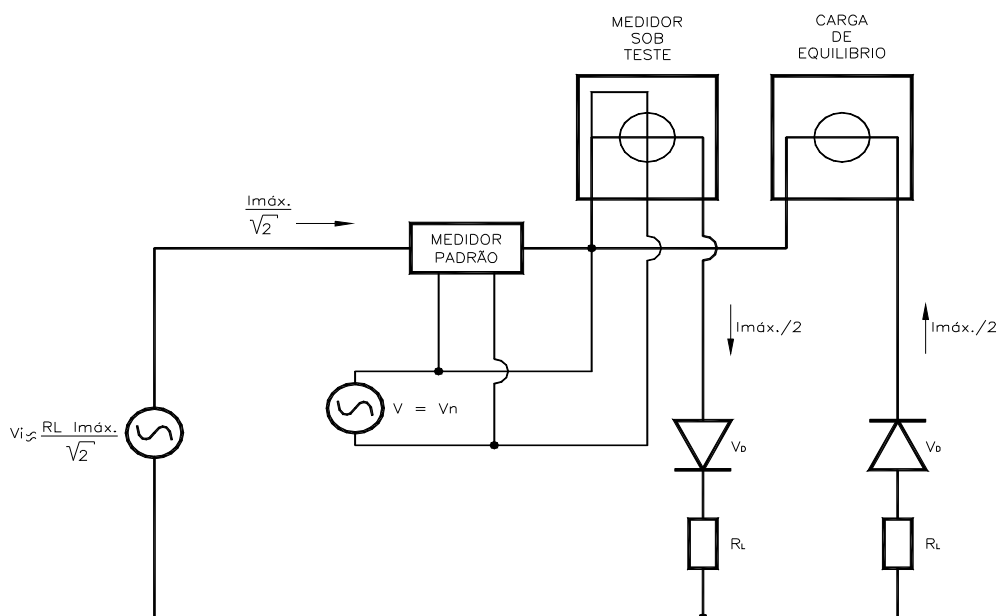 MEDIDOR
SOB
TESTE
CARGA
DE
EQUILIBRIO
Imáx.
√2
MEDIDOR
PADRÃO
Imáx./2
Imáx./2
V = Vn
Vi≈ RL Imáx.
√2
VD
VD
RL
RL